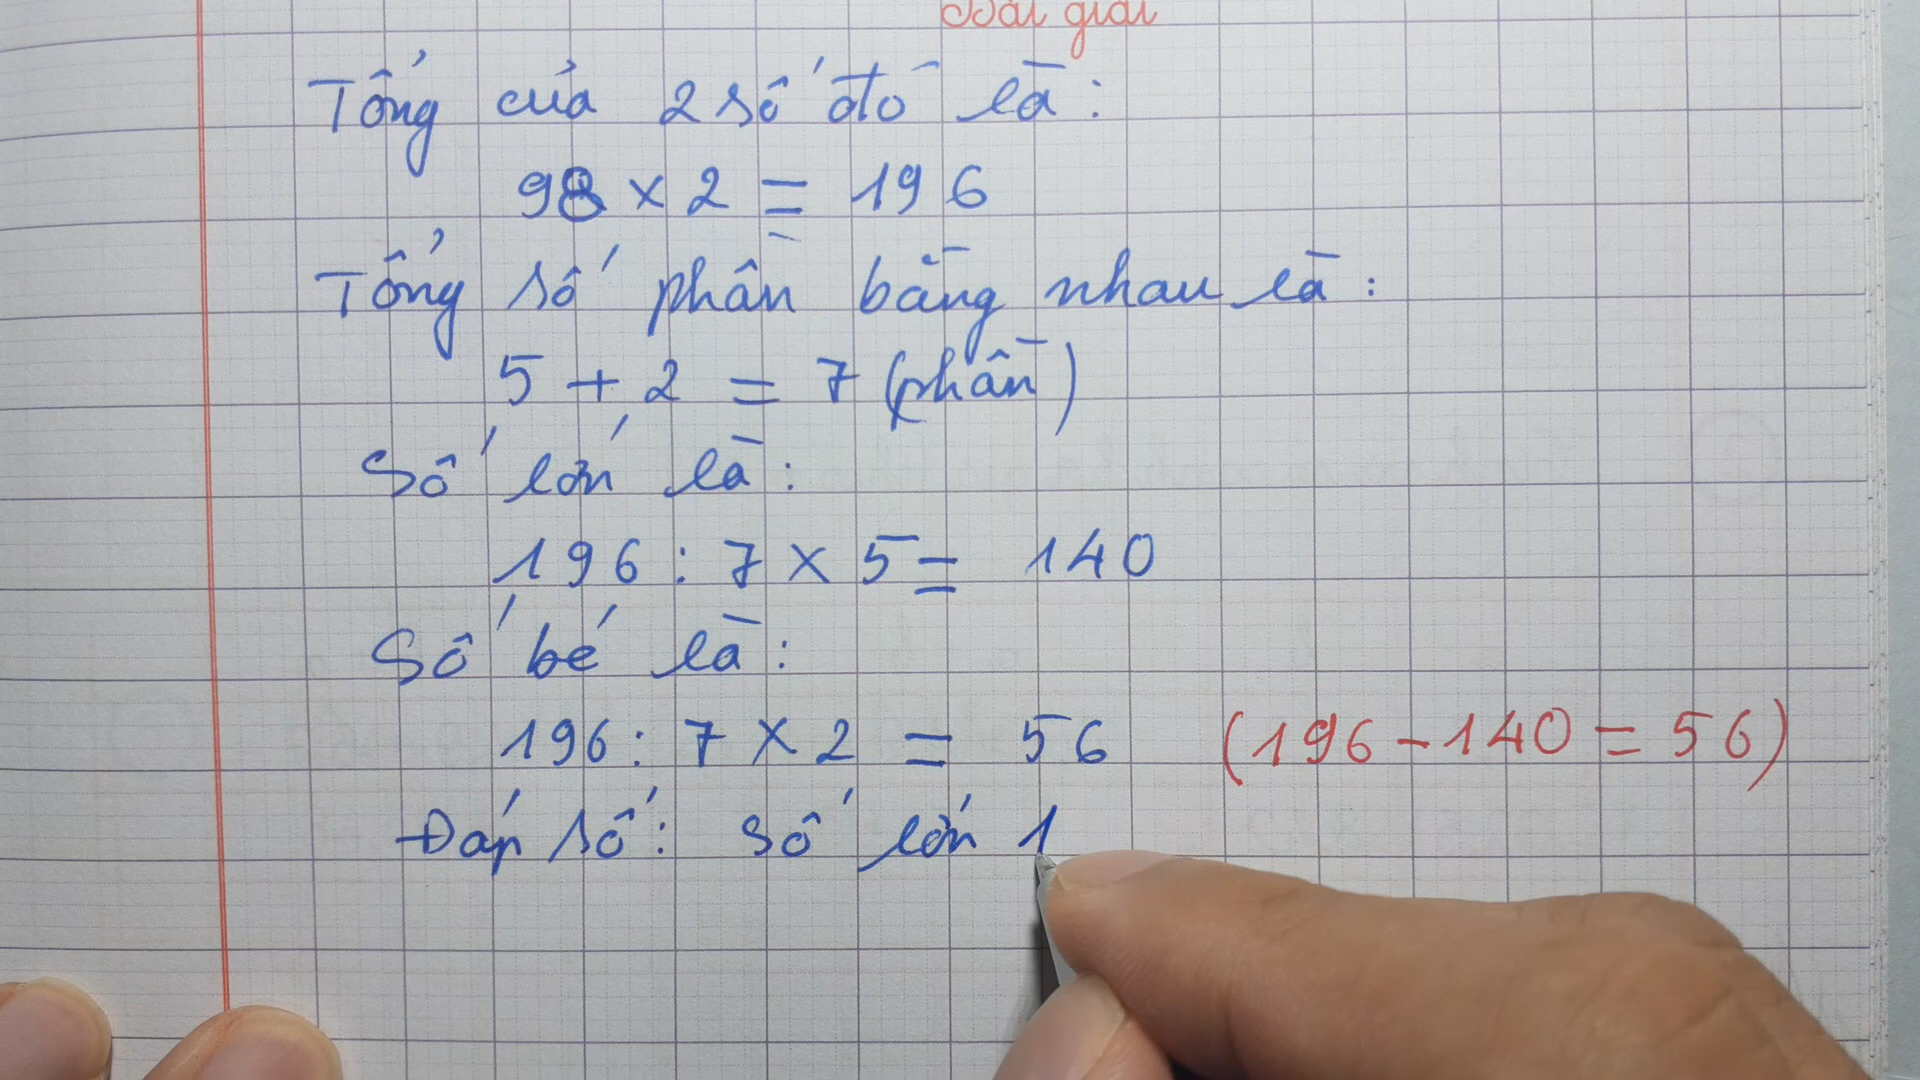 Bài giải
Tổng của 2 số đó là:
98 x 2 = 196
Tổng số phần bằng nhau là:
5 + 2 = 7 (phần)
Số lớn là:
196 : 7 x 5 = 140
Số bé là:
196 : 7 x 2 = 56 (196 - 140 = 56)
Đáp số: Số lớn 1